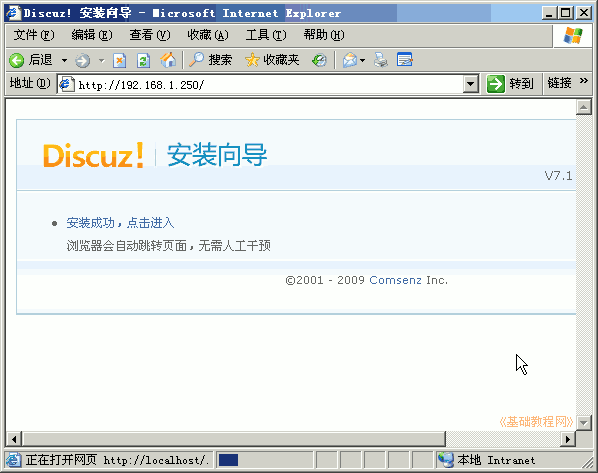 Discuz! 安装向导 - Microsoft Internet Explorer
文件(F) 编辑(E) 查看(V) 收藏(A) 工具(T) 帮助(H)
后退 搜索 收藏夹
地址(D) http://192.168.1.250/ 转到 链接 »
Discuz! 安装向导
V7.1
安装成功，点击进入
浏览器会自动跳转页面，无需人工干预
©2001 - 2009 Comsenz Inc.
《基础教程网》
正在打开网页 http://localhost/. 本地 Intranet